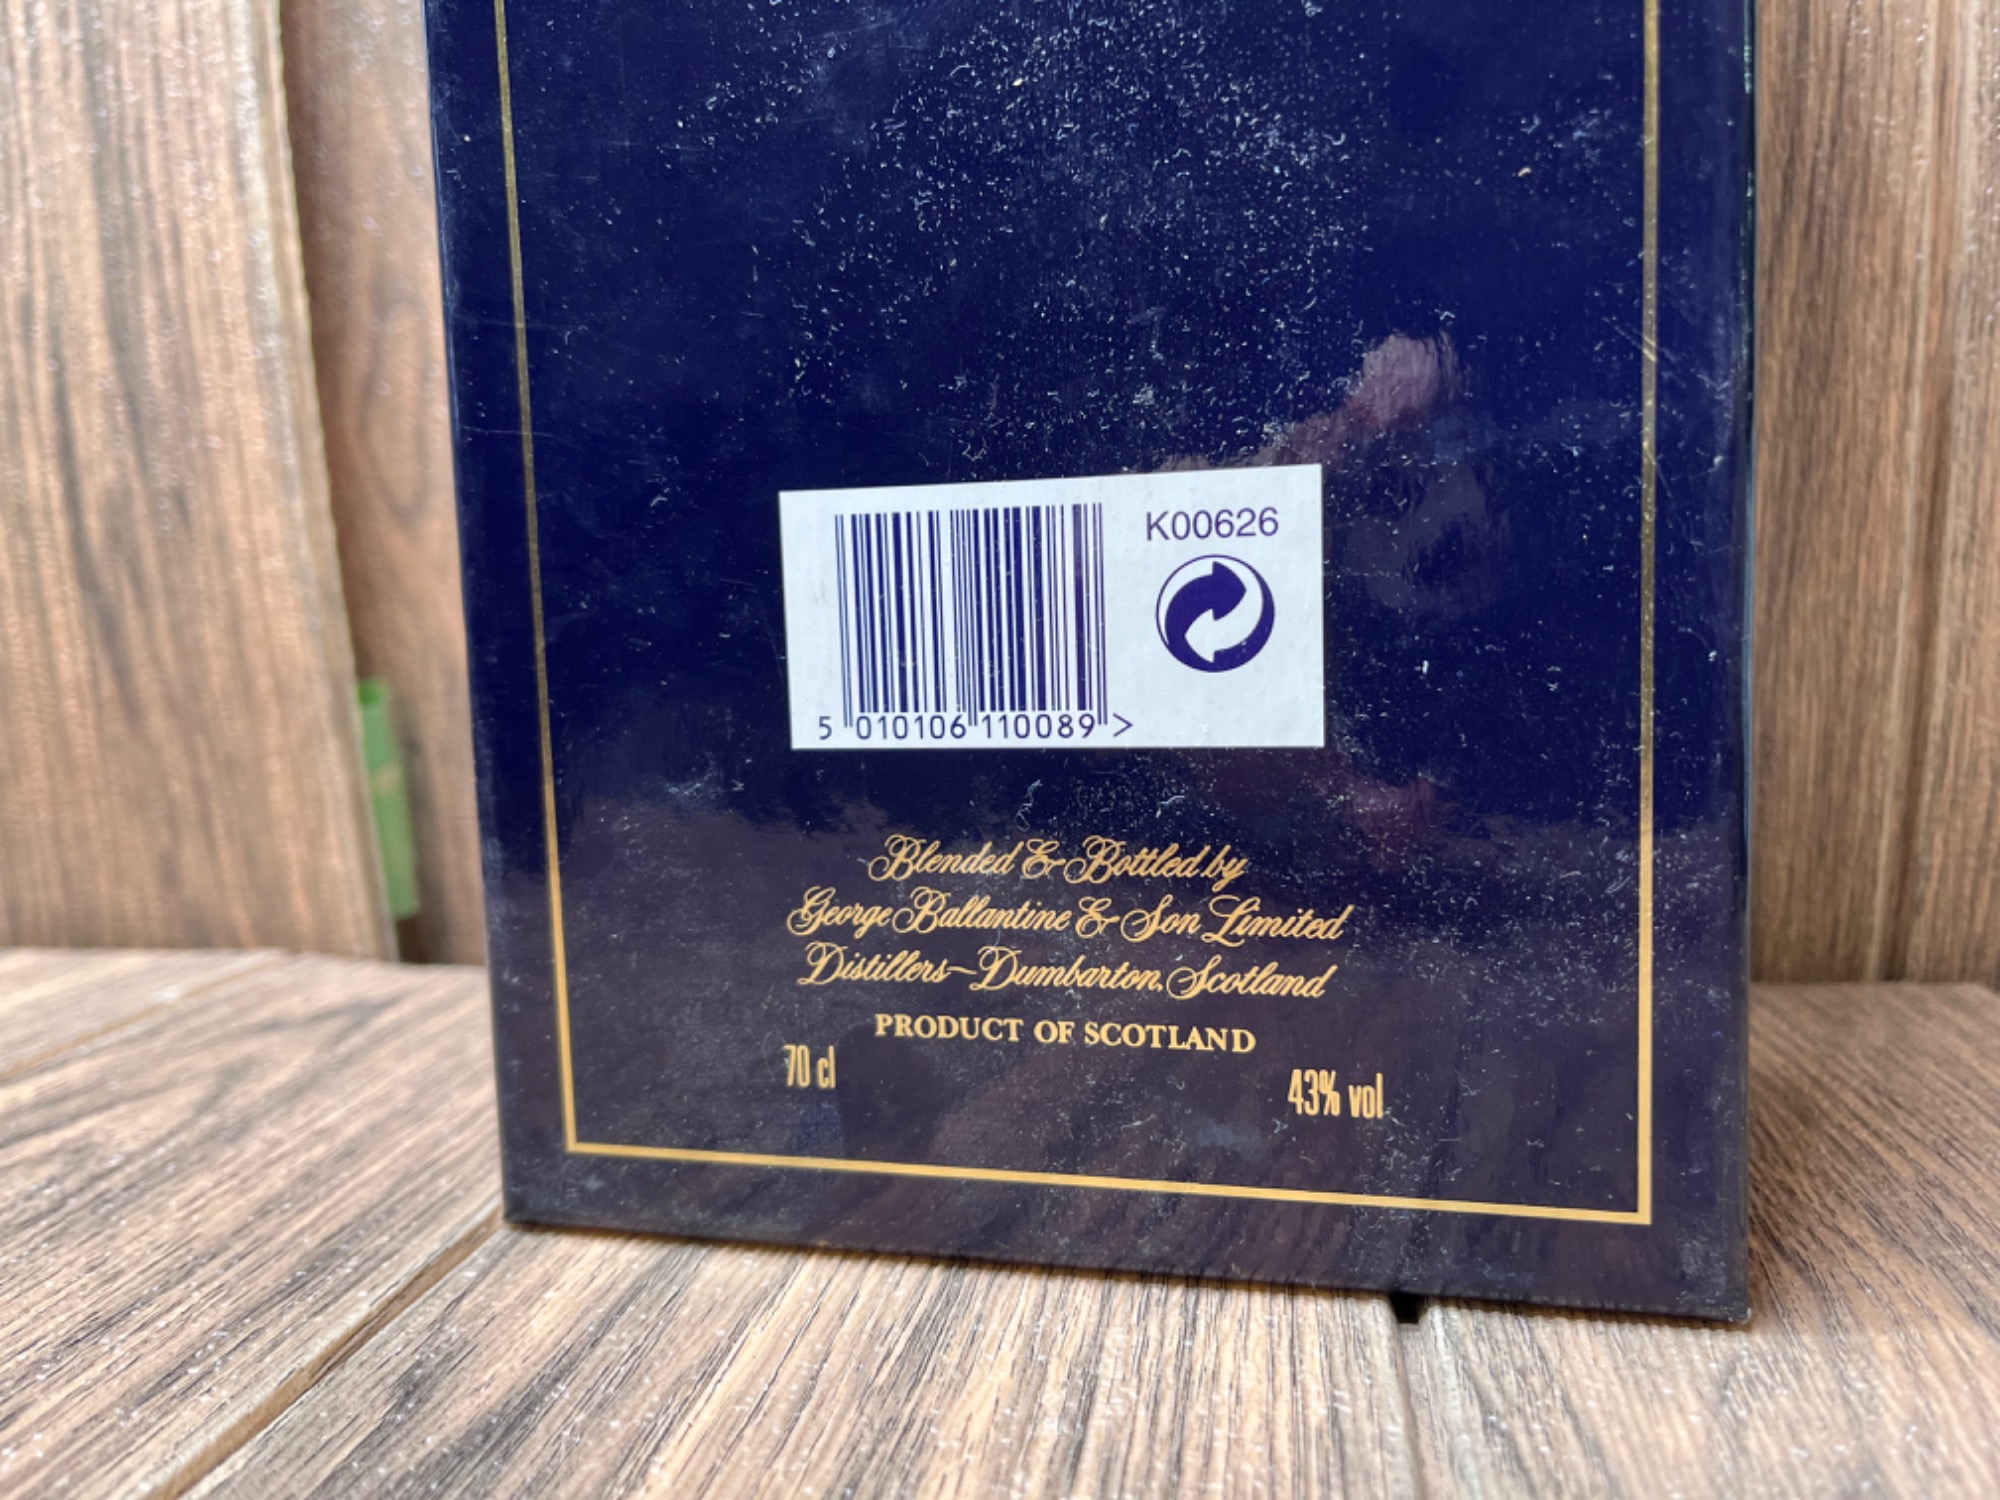 K00626
5 010106 110089 >
Blended & Bottled by
George Ballantine & Son Limited
Distillers~Dumbarton, Scotland
PRODUCT OF SCOTLAND
70 cl
43% vol